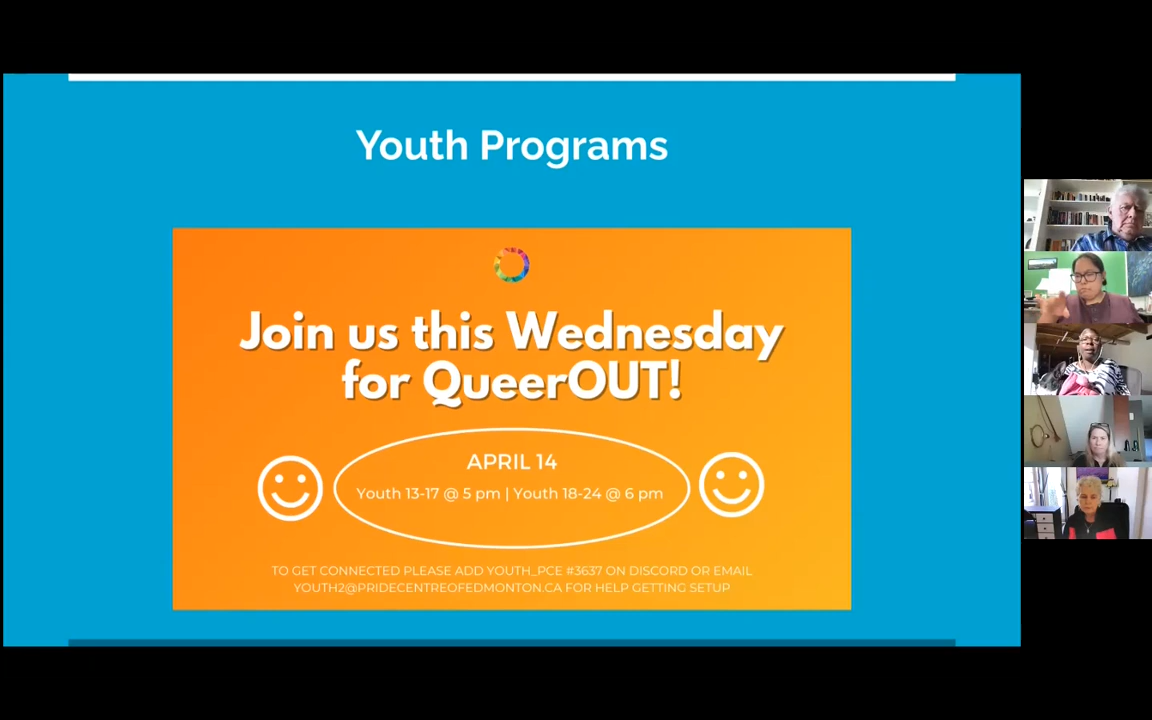 Youth Programs
Join us this Wednesday
for QueerOUT!
APRIL 14
Youth 13-17 @ 5 pm | Youth 18-24 @ 6 pm
TO GET CONNECTED PLEASE ADD YOUTH_PCE #3637 ON DISCORD OR EMAIL
YOUTH2@PRIDECENTREOFEDMONTON.CA FOR HELP GETTING SETUP